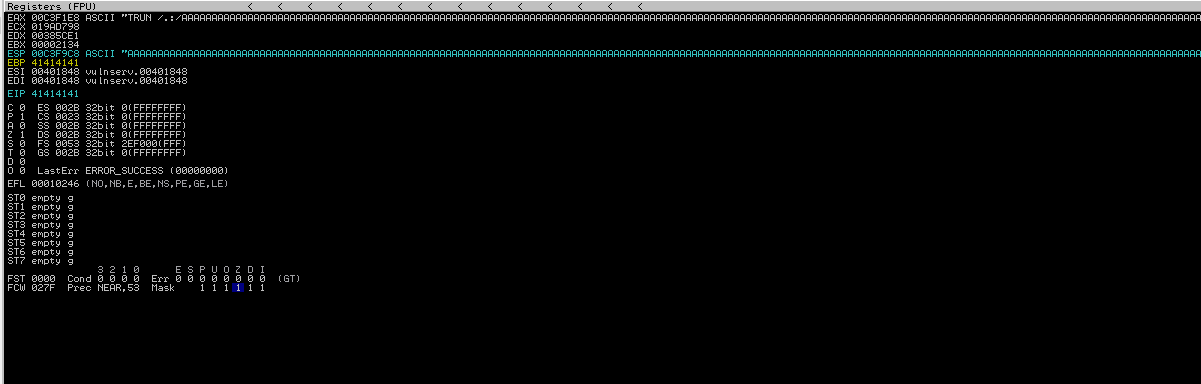 Registers (FPU) < < < < < < < < < < < < < <
EAX 00C3F1E8 ASCII "TRUN /.:/AAAAAAAAAAAAAAAAAAAAAAAAAAAAAAAAAAAAAAAAAAAAAAAAAAAAAAAAAAAAAAAAAAAAAAAAAAAAAAAAAAAAAAAAAAAAAAAAAAAAAAAAAAAAAAAAAAAAAAAAAAAAAAAAAAAAAAAAAAAAAAAAAAAAAAAAAAAAA
ECX 019AD798
EDX 00385CE1
EBX 00002134
ESP 00C3F9C8 ASCII "AAAAAAAAAAAAAAAAAAAAAAAAAAAAAAAAAAAAAAAAAAAAAAAAAAAAAAAAAAAAAAAAAAAAAAAAAAAAAAAAAAAAAAAAAAAAAAAAAAAAAAAAAAAAAAAAAAAAAAAAAAAAAAAAAAAAAAAAAAAAAAAAAAAAAAAAAAAAAAAAAAAAAAAAAA
EBP 41414141
ESI 00401848 vulnserv.00401848
EDI 00401848 vulnserv.00401848
EIP 41414141
C 0 ES 002B 32bit 0(FFFFFFFF)
P 1 CS 0023 32bit 0(FFFFFFFF)
A 0 SS 002B 32bit 0(FFFFFFFF)
Z 1 DS 002B 32bit 0(FFFFFFFF)
S 0 FS 0053 32bit 2EF000(FFF)
T 0 GS 002B 32bit 0(FFFFFFFF)
D 0
O 0 LastErr ERROR_SUCCESS (00000000)
EFL 00010246 (NO,NB,E,BE,NS,PE,GE,LE)
ST0 empty g
ST1 empty g
ST2 empty g
ST3 empty g
ST4 empty g
ST5 empty g
ST6 empty g
ST7 empty g
3 2 1 0 E S P U O Z D I
FST 0000 Cond 0 0 0 0 Err 0 0 0 0 0 0 0 0 (GT)
FCW 027F Prec NEAR,53 Mask 1 1 1 1 1 1